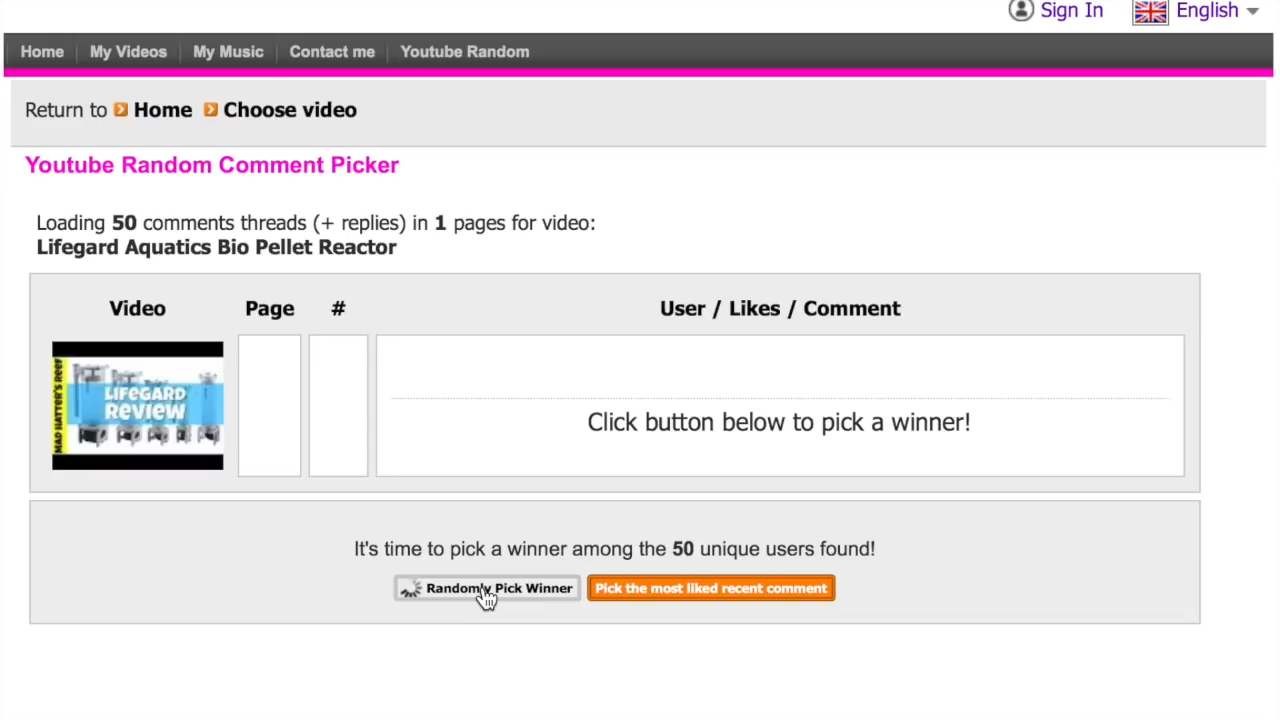 Sign In English
Home My Videos My Music Contact me Youtube Random
Return to Home Choose video
Youtube Random Comment Picker
Loading 50 comments threads (+ replies) in 1 pages for video:
Lifegard Aquatics Bio Pellet Reactor
Video Page # User / Likes / Comment
MAD HATTER'S REEF
LIFEGARD
REVIEW
Click button below to pick a winner!
It's time to pick a winner among the 50 unique users found!
Randomly Pick Winner Pick the most liked recent comment